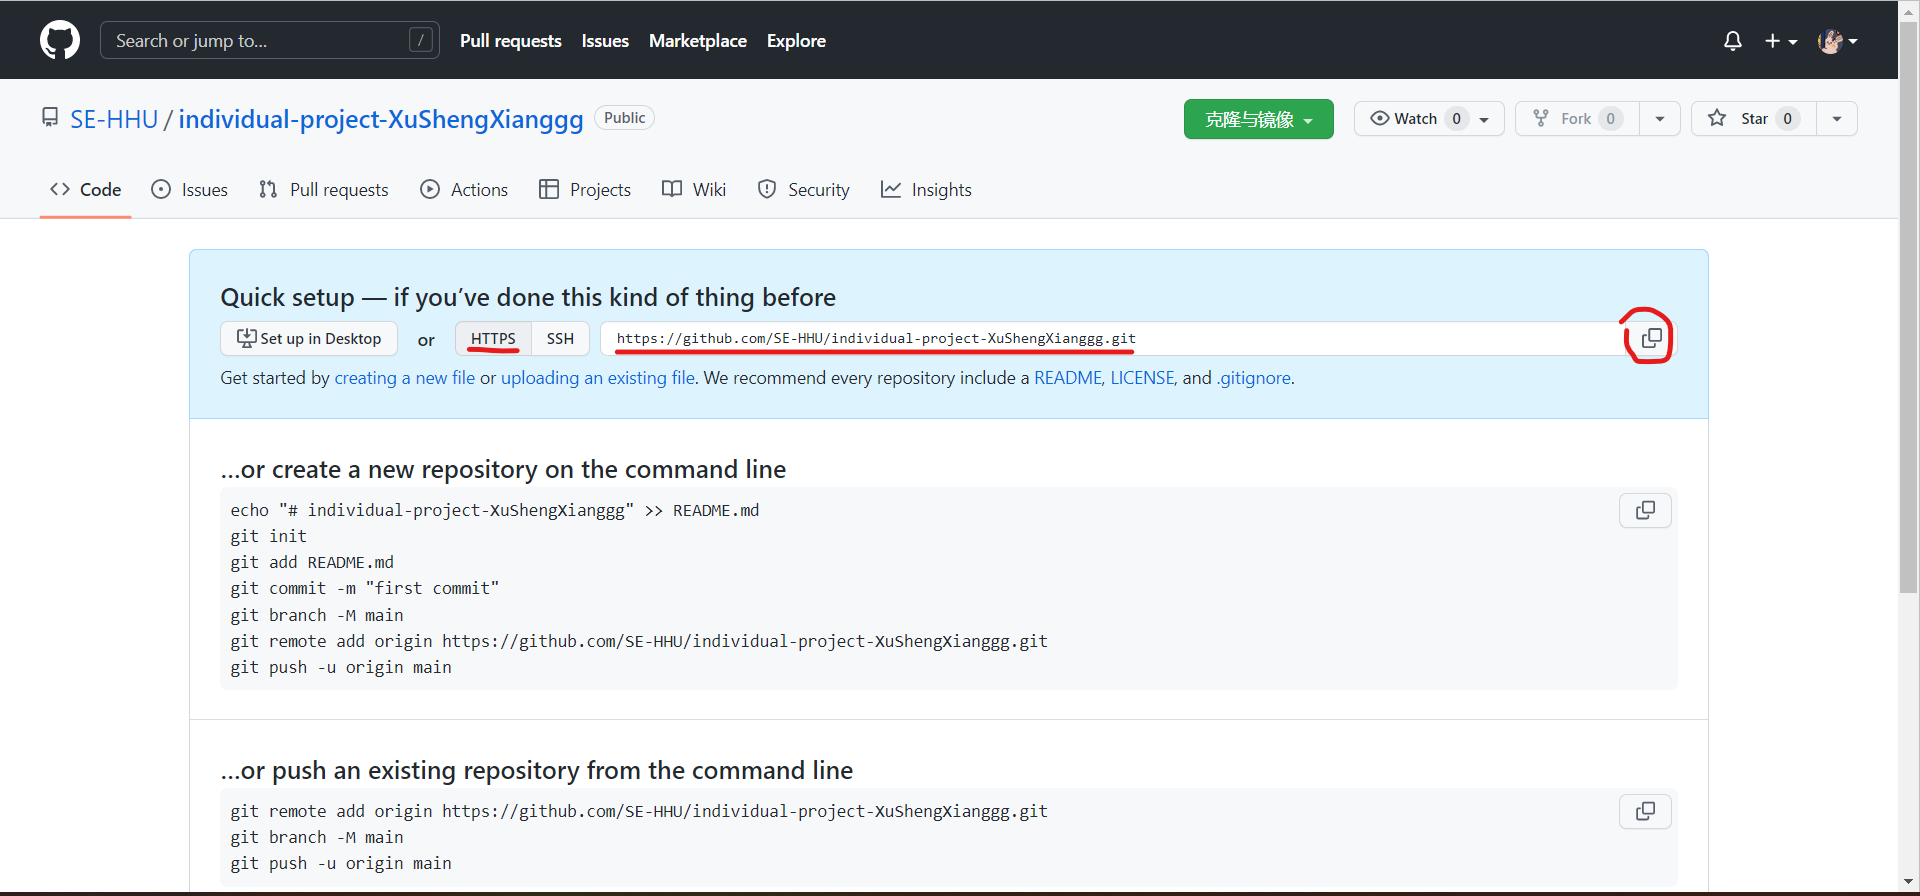 Search or jump to... / Pull requests Issues Marketplace Explore
SE-HHU / individual-project-XuShengXianggg Public 克隆与镜像 Watch 0 Fork 0 Star 0
Code Issues Pull requests Actions Projects Wiki Security Insights
Quick setup — if you’ve done this kind of thing before
Set up in Desktop or HTTPS SSH https://github.com/SE-HHU/individual-project-XuShengXianggg.git
Get started by creating a new file or uploading an existing file. We recommend every repository include a README, LICENSE, and .gitignore.
…or create a new repository on the command line
echo "# individual-project-XuShengXianggg" >> README.md
git init
git add README.md
git commit -m "first commit"
git branch -M main
git remote add origin https://github.com/SE-HHU/individual-project-XuShengXianggg.git
git push -u origin main
…or push an existing repository from the command line
git remote add origin https://github.com/SE-HHU/individual-project-XuShengXianggg.git
git branch -M main
git push -u origin main